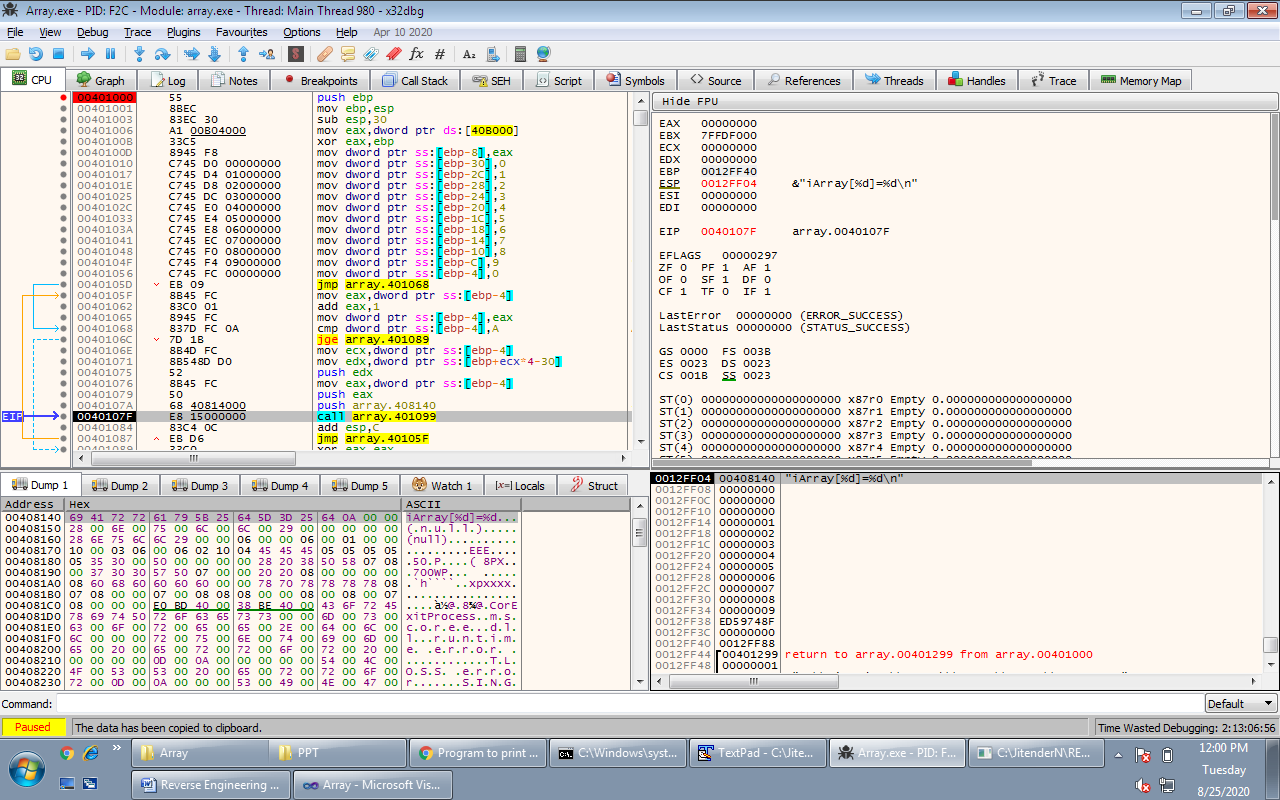 Array.exe - PID: F2C - Module: array.exe - Thread: Main Thread 980 - x32dbg
File View Debug Trace Plugins Favourites Options Help Apr 10 2020
CPU Graph Log Notes Breakpoints Call Stack SEH Script Symbols Source References Threads Handles Trace Memory Map
00401000 55 push ebp
00401001 8BEC mov ebp,esp
00401003 83EC 30 sub esp,30
00401006 A1 00B04000 mov eax,dword ptr ds:[40B000]
0040100B 33C5 xor eax,ebp
0040100D 8945 F8 mov dword ptr ss:[ebp-8],eax
00401010 C745 D0 00000000 mov dword ptr ss:[ebp-30],0
00401017 C745 D4 01000000 mov dword ptr ss:[ebp-2C],1
0040101E C745 D8 02000000 mov dword ptr ss:[ebp-28],2
00401025 C745 DC 03000000 mov dword ptr ss:[ebp-24],3
0040102C C745 E0 04000000 mov dword ptr ss:[ebp-20],4
00401033 C745 E4 05000000 mov dword ptr ss:[ebp-1C],5
0040103A C745 E8 06000000 mov dword ptr ss:[ebp-18],6
00401041 C745 EC 07000000 mov dword ptr ss:[ebp-14],7
00401048 C745 F0 08000000 mov dword ptr ss:[ebp-10],8
0040104F C745 F4 09000000 mov dword ptr ss:[ebp-C],9
00401056 C745 FC 00000000 mov dword ptr ss:[ebp-4],0
0040105D EB 09 jmp array.401068
0040105F 8B45 FC mov eax,dword ptr ss:[ebp-4]
00401062 83C0 01 add eax,1
00401065 8945 FC mov dword ptr ss:[ebp-4],eax
00401068 837D FC 0A cmp dword ptr ss:[ebp-4],A
0040106C 7D 1B jge array.401089
0040106E 8B4D FC mov ecx,dword ptr ss:[ebp-4]
00401071 8B548D D0 mov edx,dword ptr ss:[ebp+ecx*4-30]
00401075 52 push edx
00401076 8B45 FC mov eax,dword ptr ss:[ebp-4]
00401079 50 push eax
0040107A 68 40814000 push array.408140
EIP 0040107F E8 15000000 call array.401099
00401084 83C4 0C add esp,C
00401087 EB D6 jmp array.40105F
00401089 33C0 xor eax,eax
Hide FPU
EAX 00000000
EBX 7FFDF000
ECX 00000000
EDX 00000000
EBP 0012FF40
ESP 0012FF04 &"iArray[%d]=%d\n"
ESI 00000000
EDI 00000000
EIP 0040107F array.0040107F
EFLAGS 00000297
ZF 0 PF 1 AF 1
OF 0 SF 1 DF 0
CF 1 TF 0 IF 1
LastError 00000000 (ERROR_SUCCESS)
LastStatus 00000000 (STATUS_SUCCESS)
GS 0000 FS 003B
ES 0023 DS 0023
CS 001B SS 0023
ST(0) 00000000000000000000 x87r0 Empty 0.000000000000000000
ST(1) 00000000000000000000 x87r1 Empty 0.000000000000000000
ST(2) 00000000000000000000 x87r2 Empty 0.000000000000000000
ST(3) 00000000000000000000 x87r3 Empty 0.000000000000000000
ST(4) 00000000000000000000 x87r4 Empty 0.000000000000000000
Dump 1 Dump 2 Dump 3 Dump 4 Dump 5 Watch 1 Locals Struct
Address Hex ASCII
00408140 69 41 72 72 61 79 5B 25 64 5D 3D 25 64 0A 00 00 iArray[%d]=%d...
00408150 28 00 6E 00 75 00 6C 00 6C 00 29 00 00 00 00 00 (.n.u.l.l.).....
00408160 28 6E 75 6C 6C 29 00 00 06 00 00 06 00 01 00 00 (null)..........
00408170 10 00 03 06 00 06 02 10 04 45 45 45 05 05 05 05 .........EEE....
00408180 05 35 30 00 50 00 00 00 00 28 20 38 50 58 07 08 .50.P....( 8PX..
00408190 00 37 30 30 57 50 07 00 00 20 20 08 00 00 00 00 .700WP...  .....
004081A0 08 60 68 60 60 60 60 00 00 78 70 78 78 78 78 08 .`h````..xpxxxx.
004081B0 07 08 00 00 07 00 08 08 08 00 00 08 00 08 00 07 ................
004081C0 08 00 00 00 E0 BD 40 00 38 BE 40 00 43 6F 72 45 ....à½@.8¾@.CorE
004081D0 78 69 74 50 72 6F 63 65 73 73 00 00 6D 00 73 00 xitProcess..m.s.
004081E0 63 00 6F 00 72 00 65 00 65 00 2E 00 64 00 6C 00 c.o.r.e.e...d.l.
004081F0 6C 00 00 00 72 00 75 00 6E 00 74 00 69 00 6D 00 l...r.u.n.t.i.m.
00408200 65 00 20 00 65 00 72 00 72 00 6F 00 72 00 20 00 e. .e.r.r.o.r. .
00408210 00 00 00 00 0D 00 0A 00 00 00 00 00 54 00 4C 00 ............T.L.
00408220 4F 00 53 00 53 00 20 00 65 00 72 00 72 00 6F 00 O.S.S. .e.r.r.o.
00408230 72 00 0D 00 0A 00 00 00 53 00 49 00 4E 00 47 00 r.......S.I.N.G.
0012FF04 00408140 "iArray[%d]=%d\n"
0012FF08 00000000
0012FF0C 00000000
0012FF10 00000000
0012FF14 00000001
0012FF18 00000002
0012FF1C 00000003
0012FF20 00000004
0012FF24 00000005
0012FF28 00000006
0012FF2C 00000007
0012FF30 00000008
0012FF34 00000009
0012FF38 ED59748F
0012FF3C 00000000
0012FF40 0012FF88
0012FF44 00401299 return to array.00401299 from array.00401000
0012FF48 00000001
Command: Default
Paused The data has been copied to clipboard. Time Wasted Debugging: 2:13:06:56
Array PPT Program to print ... C:\Windows\syst... TextPad - C:\Jite... Array.exe - PID: F... C:\JitenderN\RE... 12:00 PM
Tuesday
Reverse Engineering ... Array - Microsoft Vis... 8/25/2020